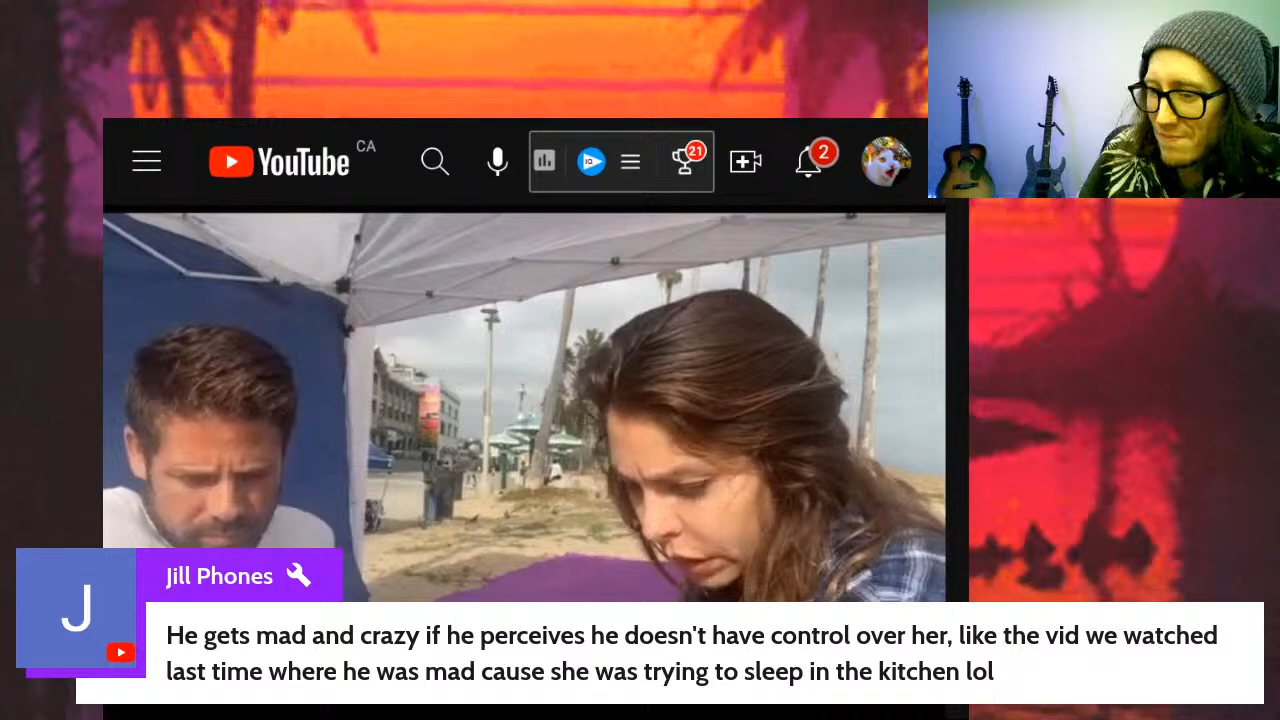 YouTube CA
IQ
21
2
J
Jill Phones
He gets mad and crazy if he perceives he doesn't have control over her, like the vid we watched
last time where he was mad cause she was trying to sleep in the kitchen lol